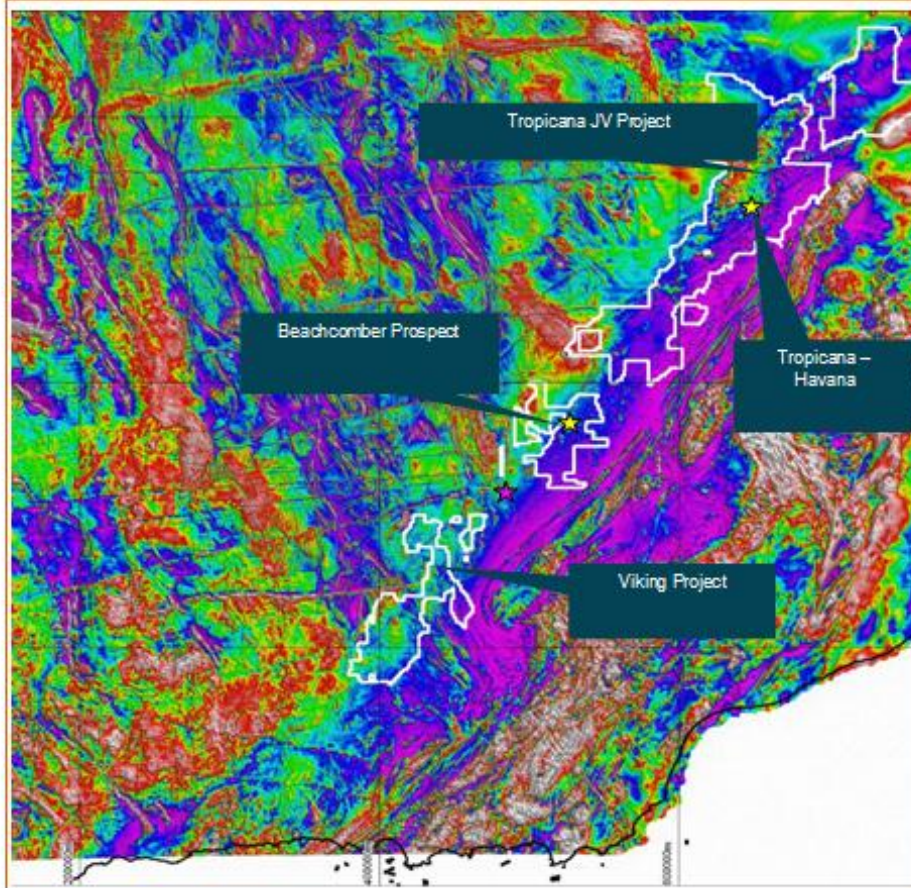 Tropicana JV Project
Beachcomber Prospect
Tropicana –
Havana
Viking Project